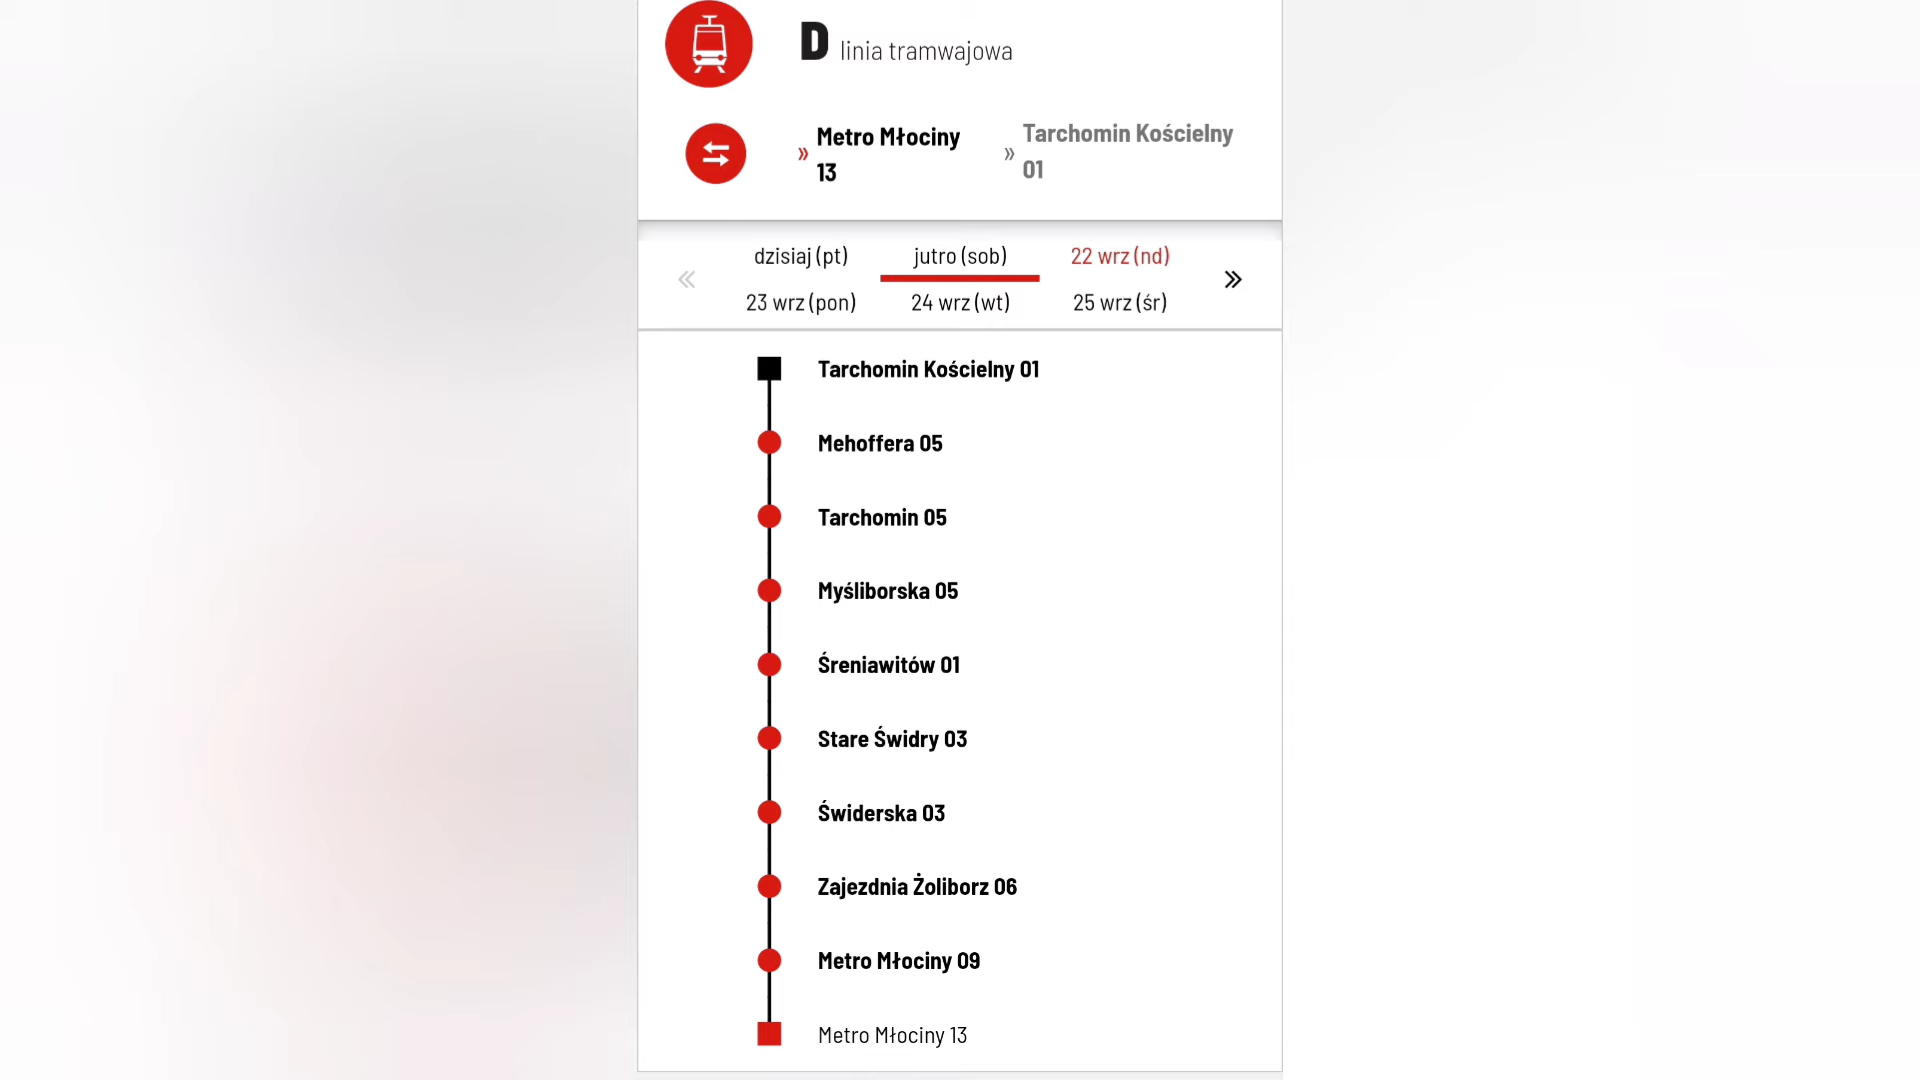 D linia tramwajowa
» Metro Młociny 13
» Tarchomin Kościelny 01
dzisiaj (pt) jutro (sob) 22 wrz (nd)
23 wrz (pon) 24 wrz (wt) 25 wrz (śr)
Tarchomin Kościelny 01
Mehoffera 05
Tarchomin 05
Myśliborska 05
Śreniawitów 01
Stare Świdry 03
Świderska 03
Zajezdnia Żoliborz 06
Metro Młociny 09
Metro Młociny 13